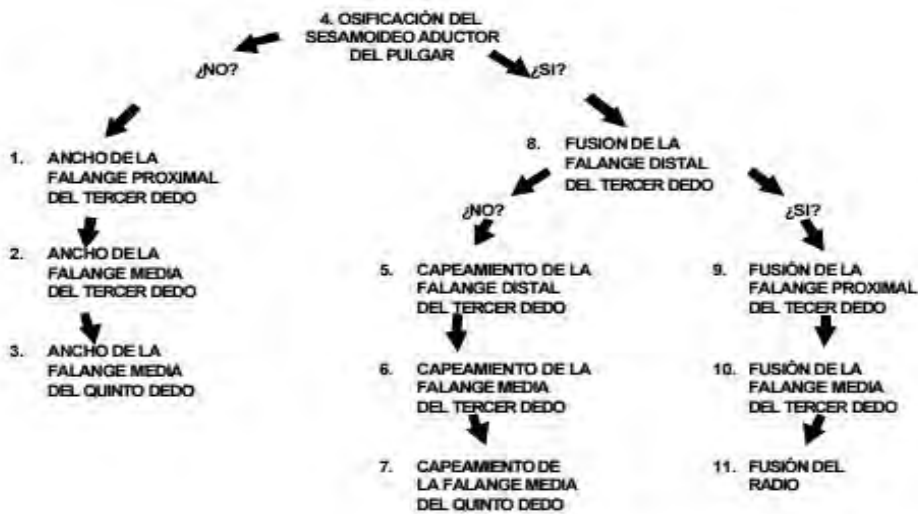 4. OSIFICACIÓN DEL
SESAMOIDEO ADUCTOR
DEL PULGAR
¿NO?
¿SI?
1. ANCHO DE LA
FALANGE PROXIMAL
DEL TERCER DEDO
8. FUSION DE LA
FALANGE DISTAL
DEL TERCER DEDO
¿NO?
¿SI?
2. ANCHO DE LA
FALANGE MEDIA
DEL TERCER DEDO
5. CAPEAMIENTO DE LA
FALANGE DISTAL
DEL TERCER DEDO
9. FUSIÓN DE LA
FALANGE PROXIMAL
DEL TECER DEDO
3. ANCHO DE LA
FALANGE MEDIA
DEL QUINTO DEDO
6. CAPEAMIENTO DE LA
FALANGE MEDIA
DEL TERCER DEDO
10. FUSIÓN DE LA
FALANGE MEDIA
DEL TERCER DEDO
7. CAPEAMIENTO DE
LA FALANGE MEDIA
DEL QUINTO DEDO
11. FUSIÓN DEL
RADIO